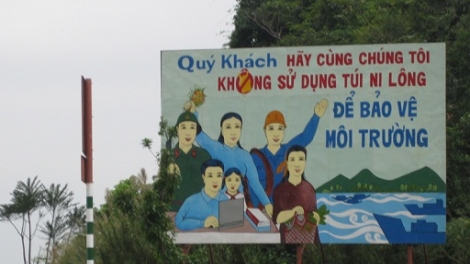 Quý Khách HÃY CÙNG CHÚNG TÔI
KHÔNG SỬ DỤNG TÚI NI LÔNG
ĐỂ BẢO VỆ
MÔI TRƯỜNG